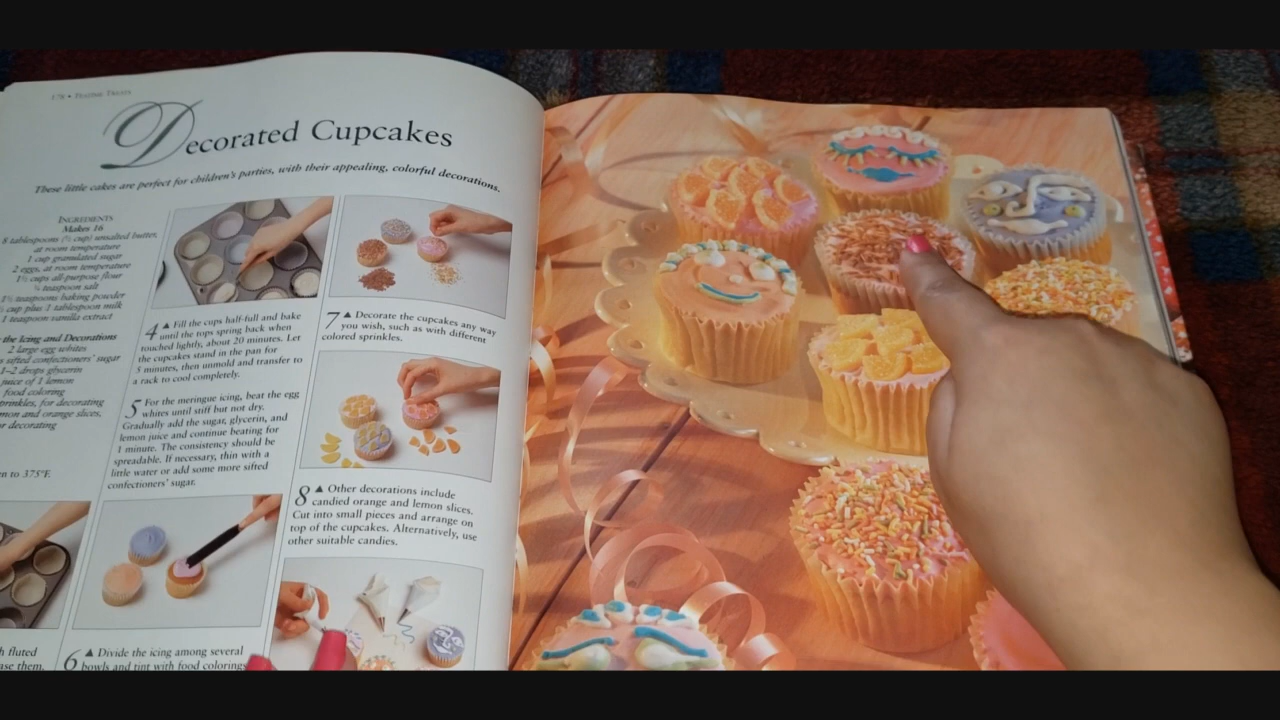 178 • TEATIME TREATS
Decorated Cupcakes
These little cakes are perfect for children's parties, with their appealing, colorful decorations.
INGREDIENTS
Makes 16
8 tablespoons (½ cup) unsalted butter,
at room temperature
1 cup granulated sugar
2 eggs, at room temperature
1½ cups all-purpose flour
¼ teaspoon salt
1½ teaspoons baking powder
cup plus 1 tablespoon milk
1 teaspoon vanilla extract
the Icing and Decorations
2 large egg whites
sifted confectioners' sugar
1–2 drops glycerin
juice of 1 lemon
food coloring
sprinkles, for decorating
lemon and orange slices,
for decorating
to 375°F.
4 ▲ Fill the cups half-full and bake
until the tops spring back when
touched lightly, about 20 minutes. Let
the cupcakes stand in the pan for
5 minutes, then unmold and transfer to
a rack to cool completely.
5 For the meringue icing, beat the egg
whites until stiff but not dry.
Gradually add the sugar, glycerin, and
lemon juice and continue beating for
1 minute. The consistency should be
spreadable. If necessary, thin with a
little water or add some more sifted
confectioners' sugar.
fluted
them.
6 ▲ Divide the icing among several
bowls and tint with food colorings
7 ▲ Decorate the cupcakes any way
you wish, such as with different
colored sprinkles.
8 ▲ Other decorations include
candied orange and lemon slices.
Cut into small pieces and arrange on
top of the cupcakes. Alternatively, use
other suitable candies.